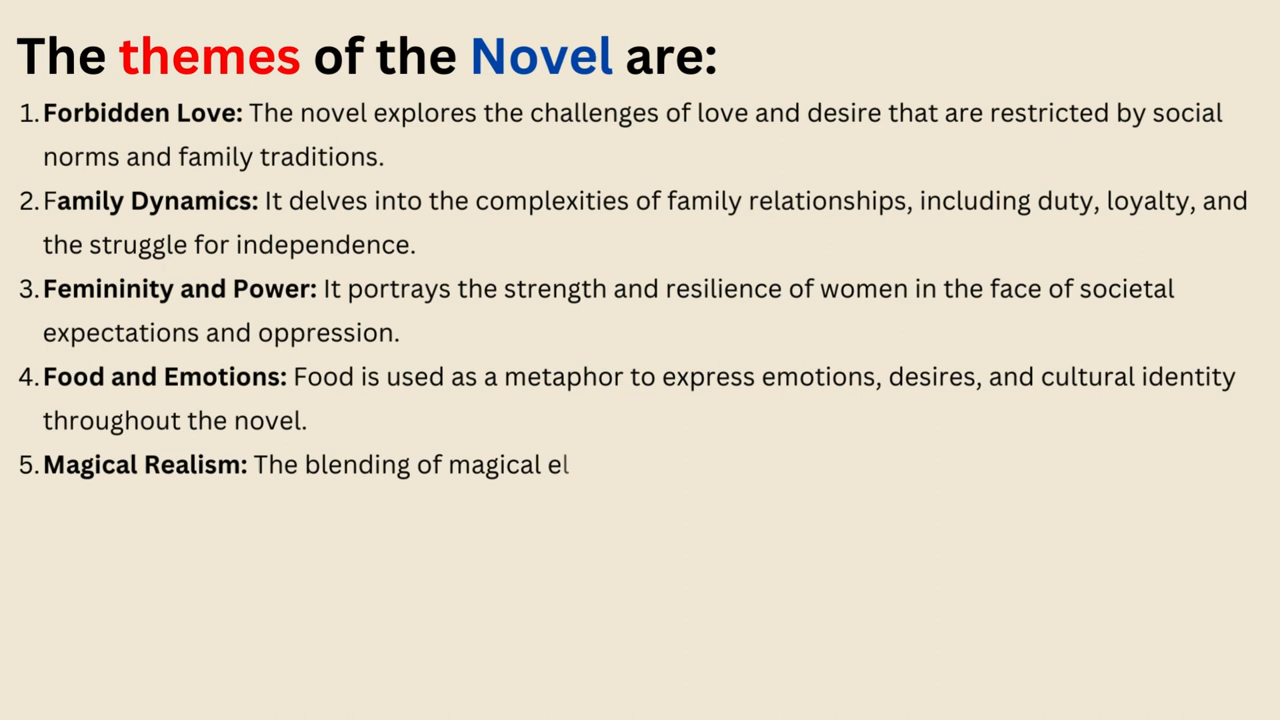 The themes of the Novel are:
1. Forbidden Love: The novel explores the challenges of love and desire that are restricted by social
norms and family traditions.
2. Family Dynamics: It delves into the complexities of family relationships, including duty, loyalty, and
the struggle for independence.
3. Femininity and Power: It portrays the strength and resilience of women in the face of societal
expectations and oppression.
4. Food and Emotions: Food is used as a metaphor to express emotions, desires, and cultural identity
throughout the novel.
5. Magical Realism: The blending of magical el